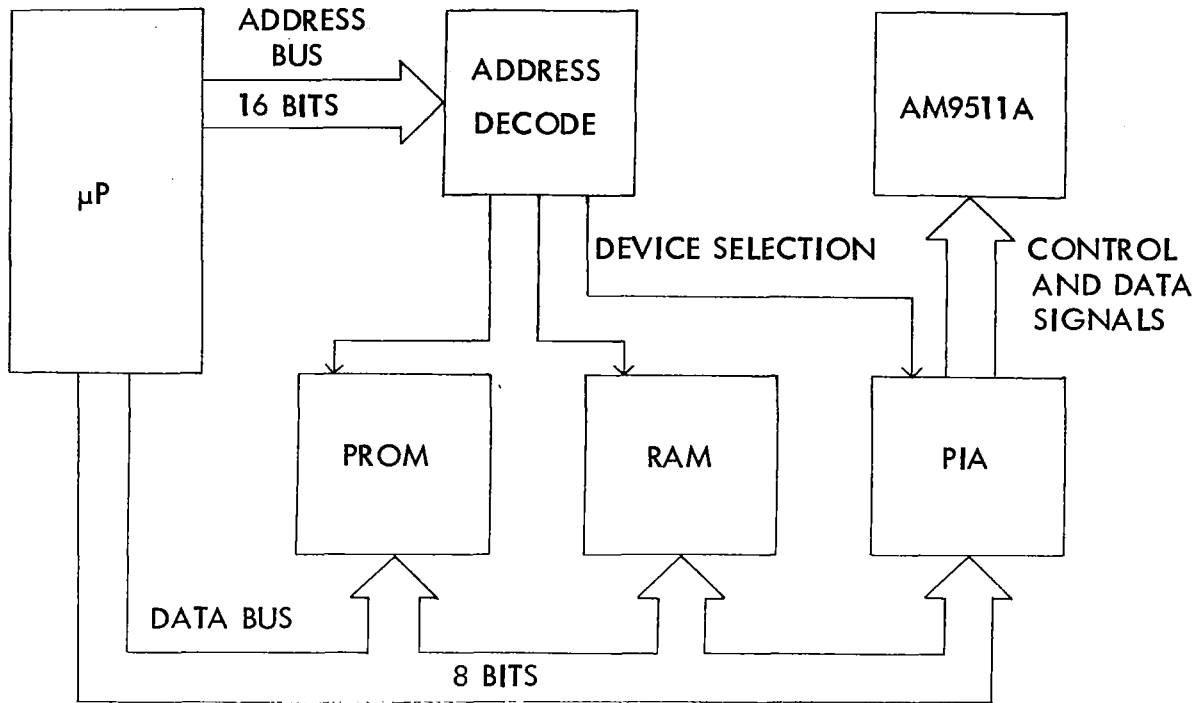 ADDRESS
BUS
16 BITS
µP
ADDRESS
DECODE
AM9511A
DEVICE SELECTION
CONTROL
AND DATA
SIGNALS
PROM
RAM
PIA
DATA BUS
8 BITS